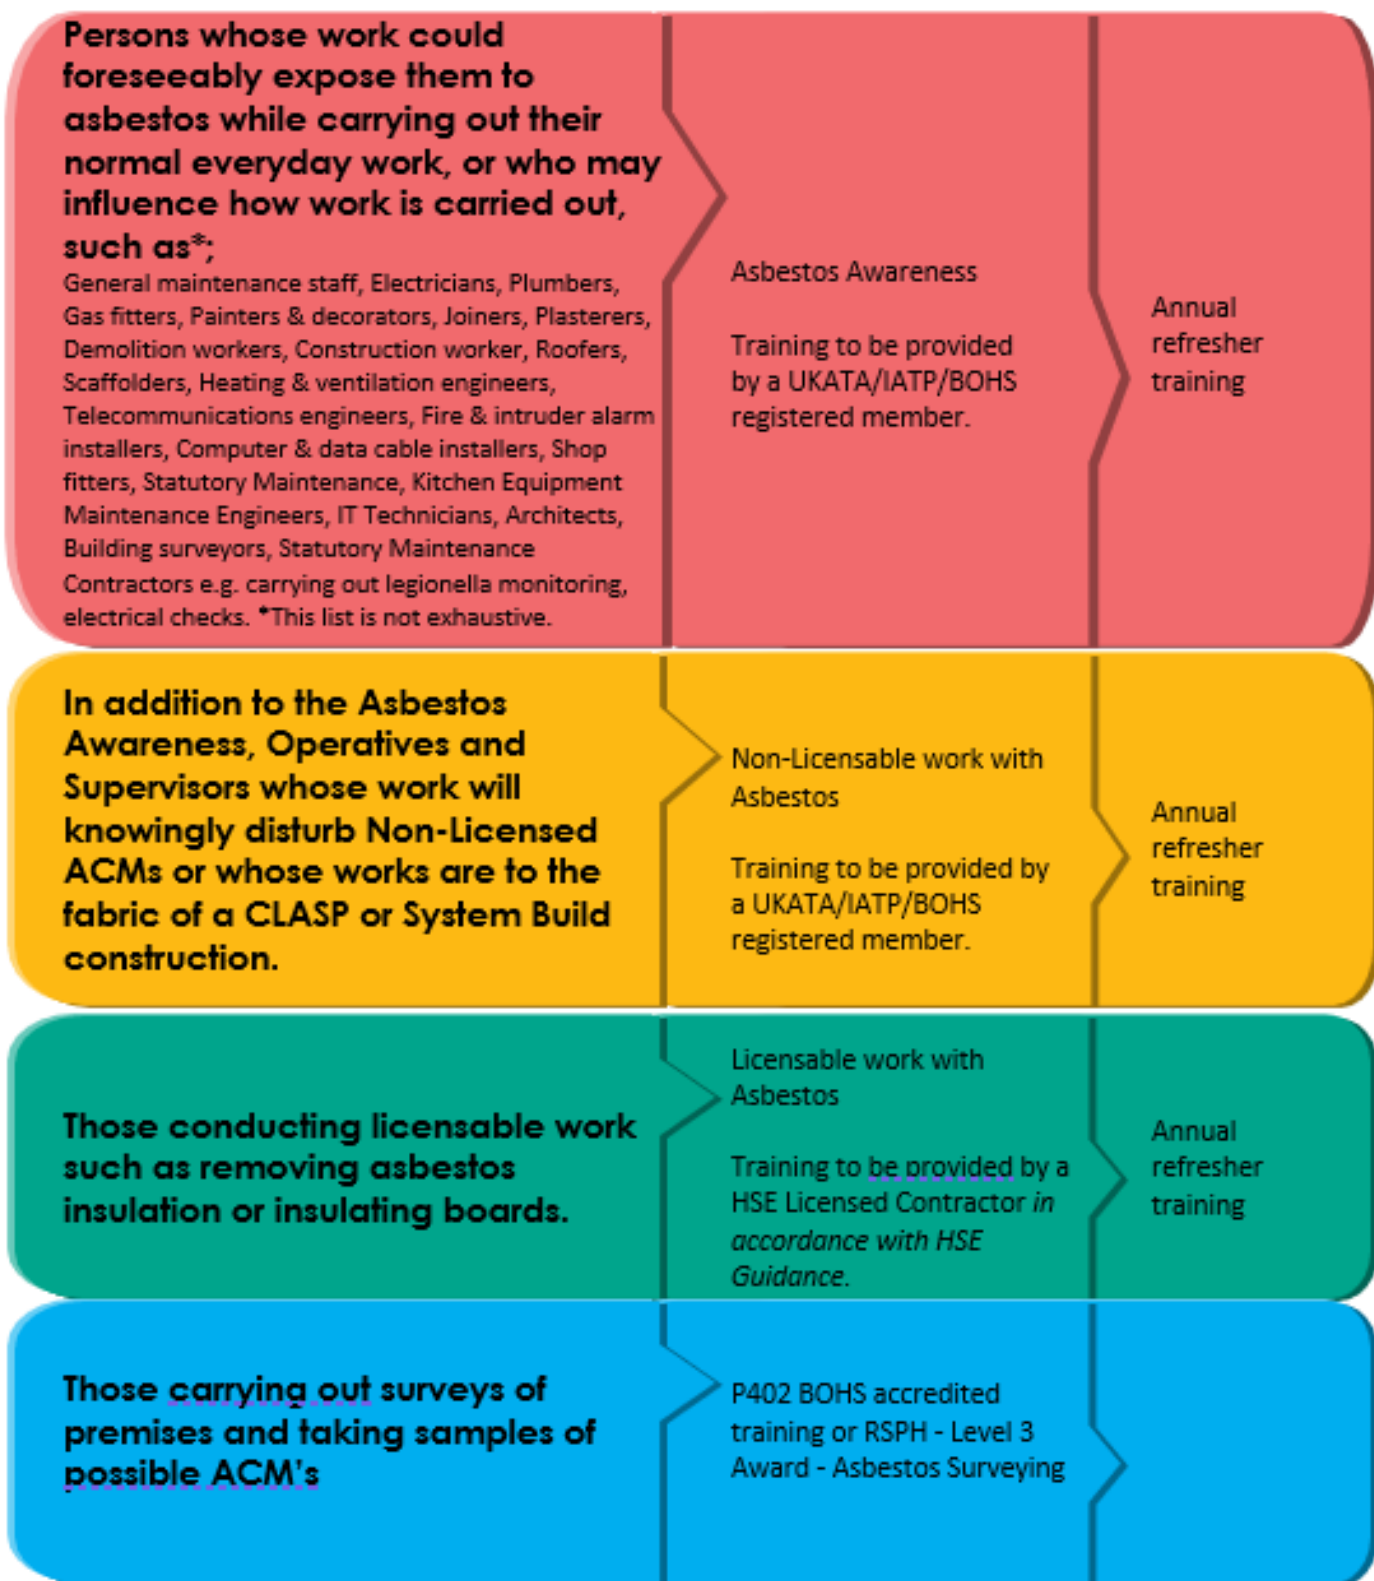 Persons whose work could
foreseeably expose them to
asbestos while carrying out their
normal everyday work, or who may
influence how work is carried out,
such as*;
General maintenance staff, Electricians, Plumbers,
Gas fitters, Painters & decorators, Joiners, Plasterers,
Demolition workers, Construction worker, Roofers,
Scaffolders, Heating & ventilation engineers,
Telecommunications engineers, Fire & intruder alarm
installers, Computer & data cable installers, Shop
fitters, Statutory Maintenance, Kitchen Equipment
Maintenance Engineers, IT Technicians, Architects,
Building surveyors, Statutory Maintenance
Contractors e.g. carrying out legionella monitoring,
electrical checks. *This list is not exhaustive.
Asbestos Awareness
Training to be provided
by a UKATA/IATP/BOHS
registered member.
Annual
refresher
training
In addition to the Asbestos
Awareness, Operatives and
Supervisors whose work will
knowingly disturb Non-Licensed
ACMs or whose works are to the
fabric of a CLASP or System Build
construction.
Non-Licensable work with
Asbestos
Training to be provided by
a UKATA/IATP/BOHS
registered member.
Annual
refresher
training
Those conducting licensable work
such as removing asbestos
insulation or insulating boards.
Licensable work with
Asbestos
Training to be provided by a
HSE Licensed Contractor in
accordance with HSE
Guidance.
Annual
refresher
training
Those carrying out surveys of
premises and taking samples of
possible ACM's
P402 BOHS accredited
training or RSPH - Level 3
Award - Asbestos Surveying